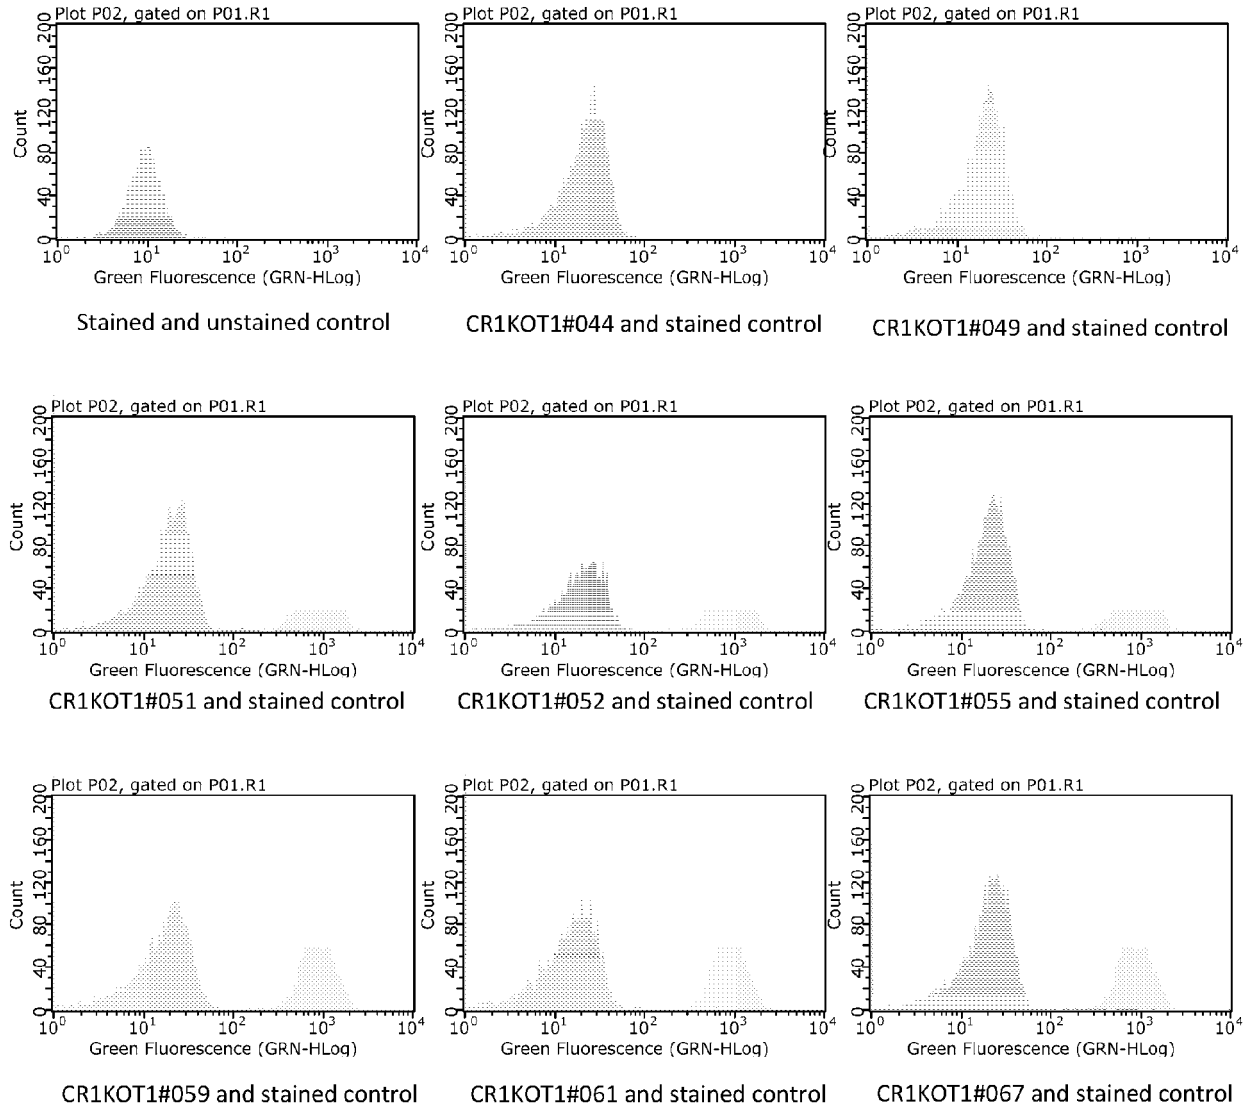 Plot P02, gated on P01.R1
Count
0 40 80 120 160 200
10^0 10^1 10^2 10^3 10^4
Green Fluorescence (GRN-HLog)
Stained and unstained control
Plot P02, gated on P01.R1
Count
0 40 80 120 160 200
10^0 10^1 10^2 10^3 10^4
Green Fluorescence (GRN-HLog)
CR1KOT1#044 and stained control
Plot P02, gated on P01.R1
Count
0 40 80 120 160 200
10^0 10^1 10^2 10^3 10^4
Green Fluorescence (GRN-HLog)
CR1KOT1#049 and stained control
Plot P02, gated on P01.R1
Count
0 40 80 120 160 200
10^0 10^1 10^2 10^3 10^4
Green Fluorescence (GRN-HLog)
CR1KOT1#051 and stained control
Plot P02, gated on P01.R1
Count
0 40 80 120 160 200
10^0 10^1 10^2 10^3 10^4
Green Fluorescence (GRN-HLog)
CR1KOT1#052 and stained control
Plot P02, gated on P01.R1
Count
0 40 80 120 160 200
10^0 10^1 10^2 10^3 10^4
Green Fluorescence (GRN-HLog)
CR1KOT1#055 and stained control
Plot P02, gated on P01.R1
Count
0 40 80 120 160 200
10^0 10^1 10^2 10^3 10^4
Green Fluorescence (GRN-HLog)
CR1KOT1#059 and stained control
Plot P02, gated on P01.R1
Count
0 40 80 120 160 200
10^0 10^1 10^2 10^3 10^4
Green Fluorescence (GRN-HLog)
CR1KOT1#061 and stained control
Plot P02, gated on P01.R1
Count
0 40 80 120 160 200
10^0 10^1 10^2 10^3 10^4
Green Fluorescence (GRN-HLog)
CR1KOT1#067 and stained control